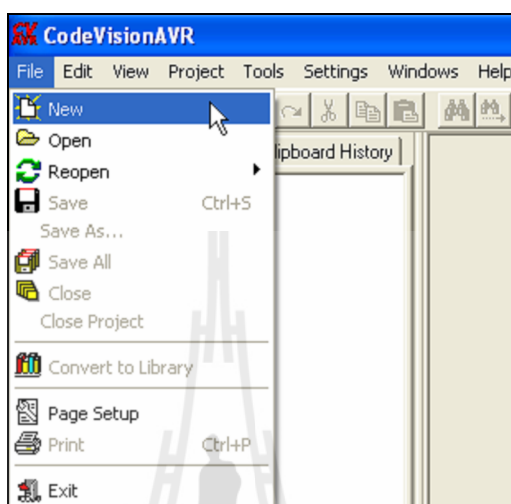 CodeVisionAVR
File Edit View Project Tools Settings Windows Help
New
Open
lipboard History
Reopen
Save Ctrl+S
Save As...
Save All
Close
Close Project
Convert to Library
Page Setup
Print Ctrl+P
Exit